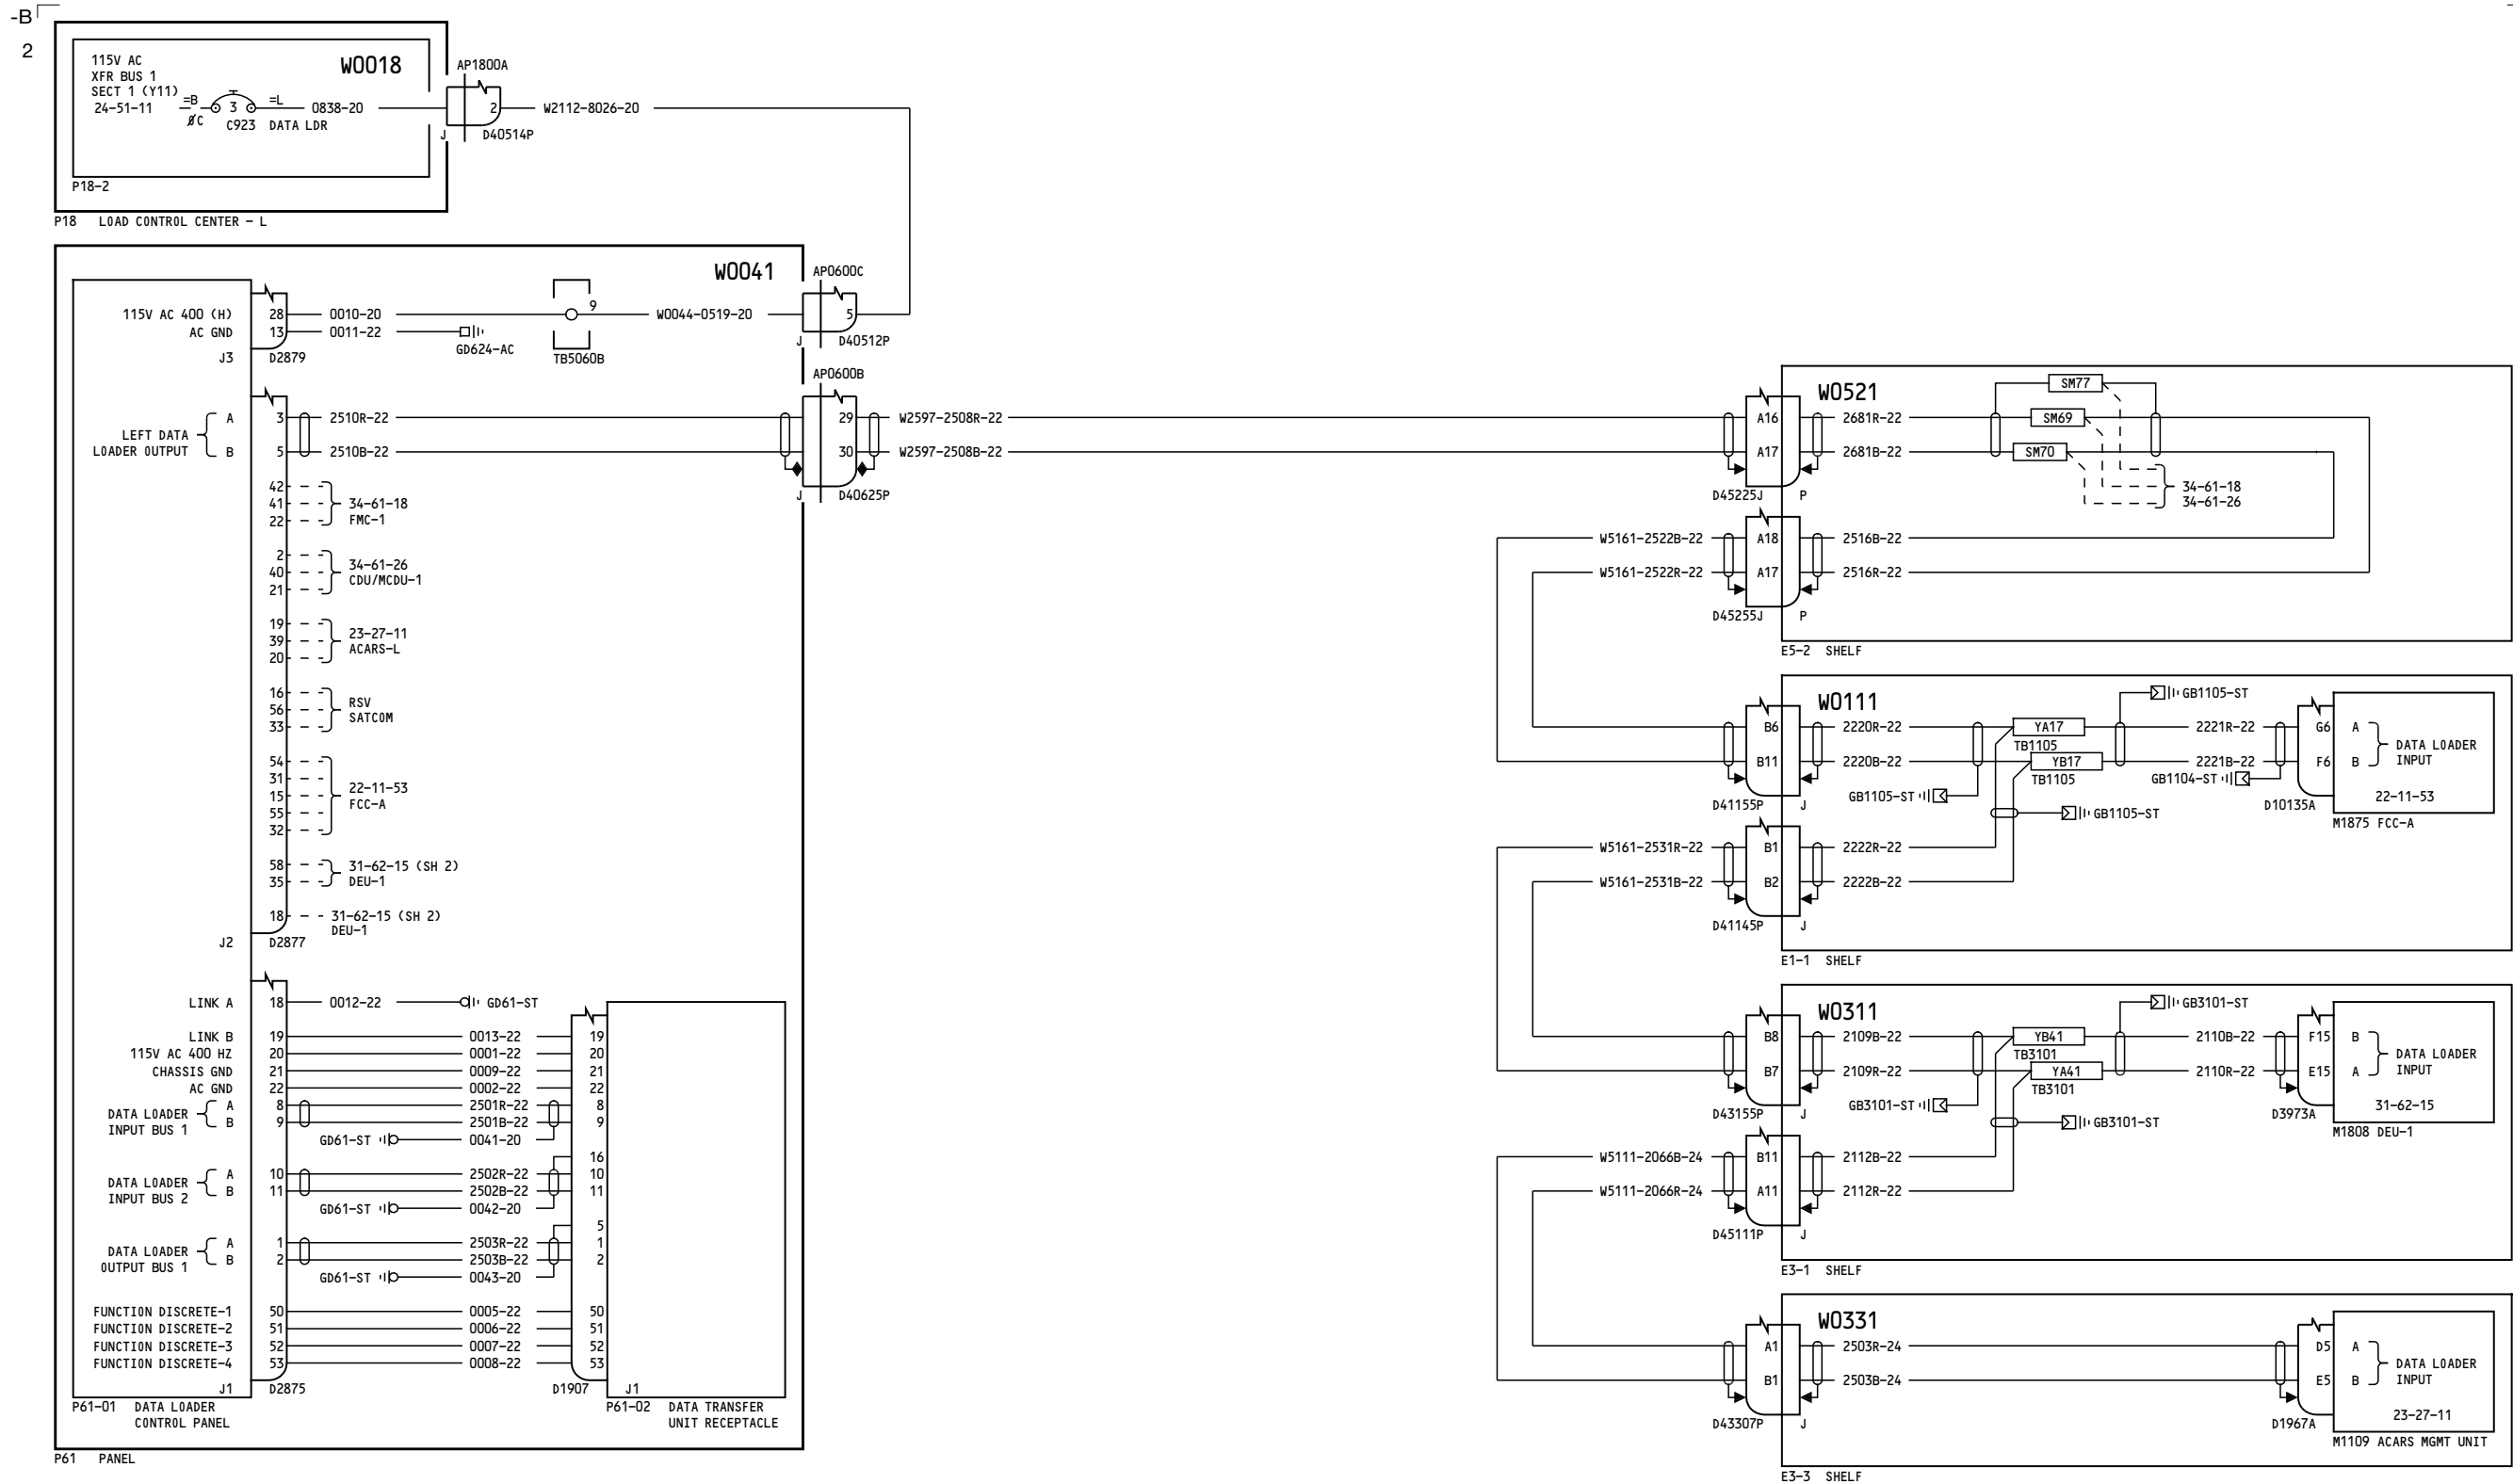 -B
2
115V AC
XFR BUS 1
SECT 1 (Y11)
24-51-11
=B
ØC
3
=L
0838-20
C923 DATA LDR
W0018
P18-2
P18 LOAD CONTROL CENTER - L
AP1800A
2
J
D40514P
W2112-8026-20
W0041
115V AC 400 (H) 28 0010-20
9
W0044-0519-20
AC GND 13 0011-22
GD624-AC
TB5060B
J3 D2879
AP0600C
5
J
D40512P
AP0600B
LEFT DATA
LOADER OUTPUT
A 3 2510R-22 29 W2597-2508R-22
B 5 2510B-22 30 W2597-2508B-22
J D40625P
42
41
22
34-61-18
FMC-1
2
40
21
34-61-26
CDU/MCDU-1
19
39
20
23-27-11
ACARS-L
16
56
33
RSV
SATCOM
54
31
15
55
32
22-11-53
FCC-A
58
35
31-62-15 (SH 2)
DEU-1
18 31-62-15 (SH 2)
DEU-1
J2 D2877
LINK A 18 0012-22 GD61-ST
LINK B 19 0013-22 19
115V AC 400 HZ 20 0001-22 20
CHASSIS GND 21 0009-22 21
AC GND 22 0002-22 22
DATA LOADER
INPUT BUS 1
A 8 2501R-22 8
B 9 2501B-22 9
GD61-ST 0041-20
16
DATA LOADER
INPUT BUS 2
A 10 2502R-22 10
B 11 2502B-22 11
GD61-ST 0042-20
5
DATA LOADER
OUTPUT BUS 1
A 1 2503R-22 1
B 2 2503B-22 2
GD61-ST 0043-20
FUNCTION DISCRETE-1 50 0005-22 50
FUNCTION DISCRETE-2 51 0006-22 51
FUNCTION DISCRETE-3 52 0007-22 52
FUNCTION DISCRETE-4 53 0008-22 53
J1 D2875 D1907 J1
P61-01 DATA LOADER
CONTROL PANEL
P61-02 DATA TRANSFER
UNIT RECEPTACLE
P61 PANEL
W0521
SM77
A16 2681R-22 SM69
A17 2681B-22 SM70
D45225J P
34-61-18
34-61-26
W5161-2522B-22 A18 2516B-22
W5161-2522R-22 A17 2516R-22
D45255J P
E5-2 SHELF
W0111
GB1105-ST
B6 2220R-22 YA17 2221R-22 G6 A
TB1105
B11 2220B-22 YB17 2221B-22 F6 B
TB1105
DATA LOADER
INPUT
GB1104-ST
GB1105-ST
22-11-53
D41155P J
D10135A
GB1105-ST
M1875 FCC-A
W5161-2531R-22 B1 2222R-22
W5161-2531B-22 B2 2222B-22
D41145P J
E1-1 SHELF
W0311
GB3101-ST
B8 2109B-22 YB41 2110B-22 F15 B
TB3101
B7 2109R-22 YA41 2110R-22 E15 A
TB3101
DATA LOADER
INPUT
GB3101-ST
31-62-15
D43155P J
D3973A
GB3101-ST
M1808 DEU-1
W5111-2066B-24 B11 2112B-22
W5111-2066R-24 A11 2112R-22
D45111P J
E3-1 SHELF
W0331
A1 2503R-24 D5 A
B1 2503B-24 E5 B
DATA LOADER
INPUT
23-27-11
D43307P J
D1967A
M1109 ACARS MGMT UNIT
E3-3 SHELF